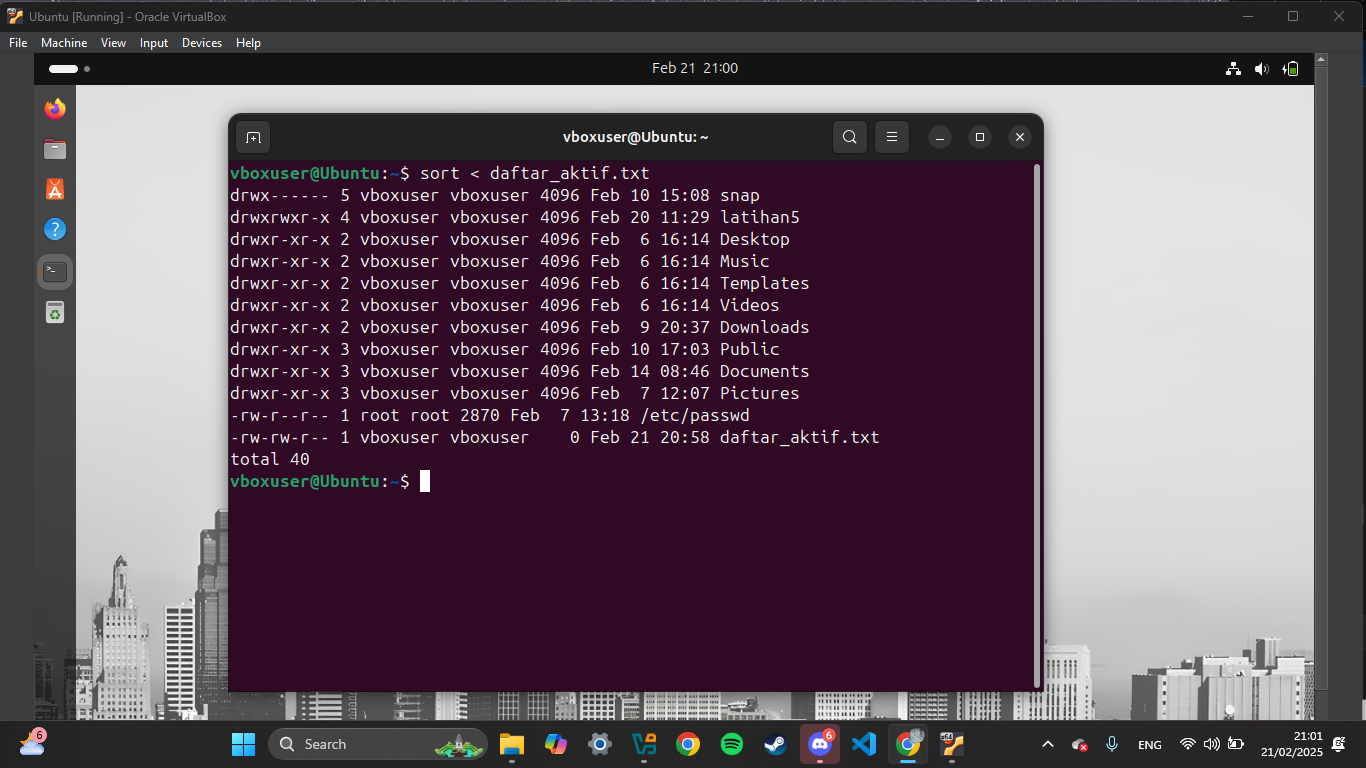 Ubuntu [Running] - Oracle VirtualBox
File Machine View Input Devices Help
Feb 21 21:00
vboxuser@Ubuntu: ~
vboxuser@Ubuntu:~$ sort < daftar_aktif.txt
drwx------ 5 vboxuser vboxuser 4096 Feb 10 15:08 snap
drwxrwxr-x 4 vboxuser vboxuser 4096 Feb 20 11:29 latihan5
drwxr-xr-x 2 vboxuser vboxuser 4096 Feb  6 16:14 Desktop
drwxr-xr-x 2 vboxuser vboxuser 4096 Feb  6 16:14 Music
drwxr-xr-x 2 vboxuser vboxuser 4096 Feb  6 16:14 Templates
drwxr-xr-x 2 vboxuser vboxuser 4096 Feb  6 16:14 Videos
drwxr-xr-x 2 vboxuser vboxuser 4096 Feb  9 20:37 Downloads
drwxr-xr-x 3 vboxuser vboxuser 4096 Feb 10 17:03 Public
drwxr-xr-x 3 vboxuser vboxuser 4096 Feb 14 08:46 Documents
drwxr-xr-x 3 vboxuser vboxuser 4096 Feb  7 12:07 Pictures
-rw-r--r-- 1 root root 2870 Feb  7 13:18 /etc/passwd
-rw-rw-r-- 1 vboxuser vboxuser    0 Feb 21 20:58 daftar_aktif.txt
total 40
vboxuser@Ubuntu:~$
6
Search
6
x64
ENG
21:01
21/02/2025